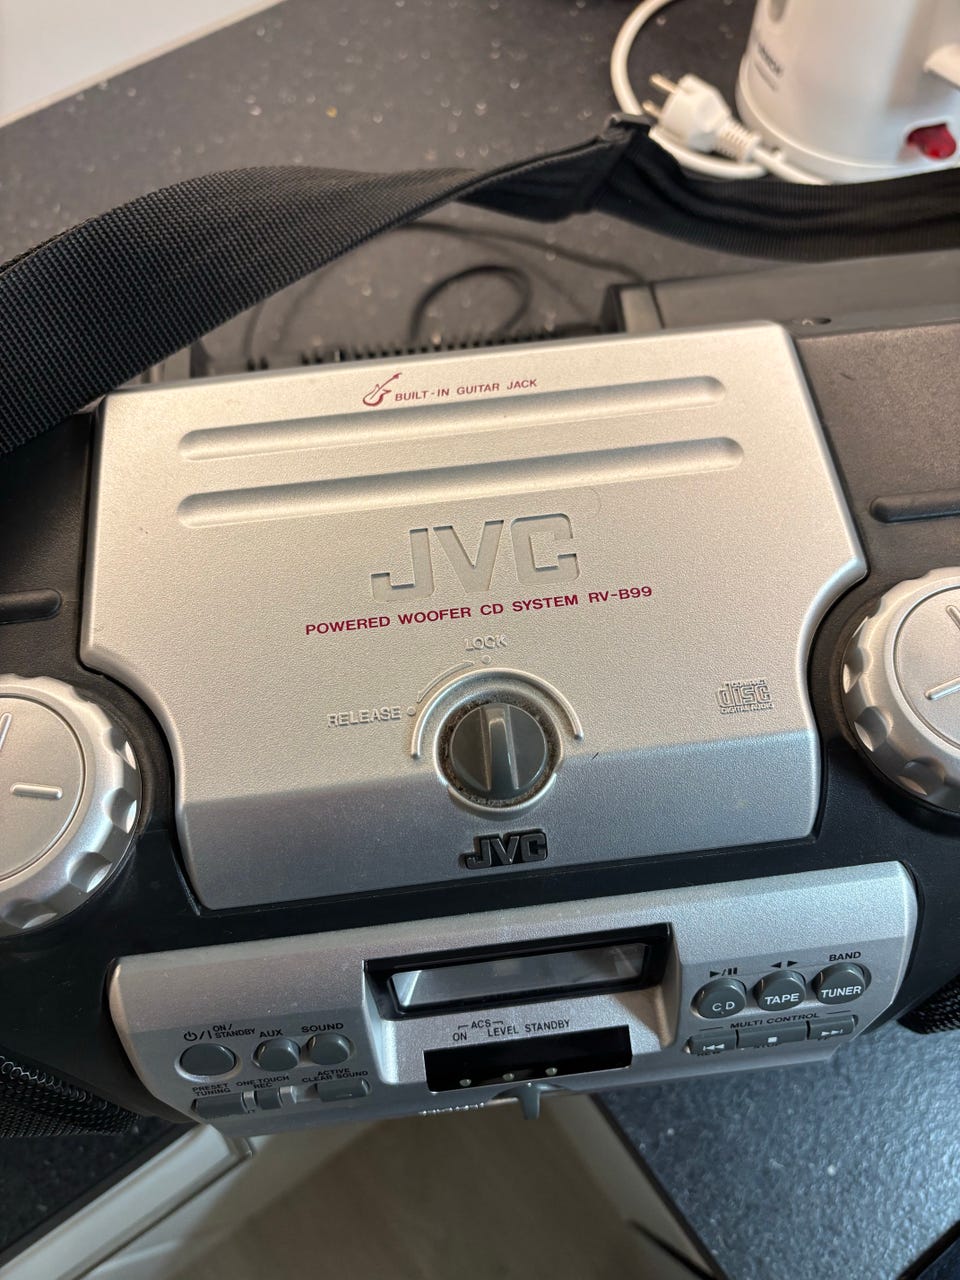 BUILT-IN GUITAR JACK
JVC
POWERED WOOFER CD SYSTEM RV-B99
LOCK
RELEASE
COMPACT
disc
DIGITAL AUDIO
JVC
ON/
STANDBY
AUX
SOUND
PRESET
TUNING
ONE TOUCH
REC
ACTIVE
CLEAR SOUND
ACS
ON LEVEL STANDBY
BAND
CD
TAPE
TUNER
MULTI CONTROL